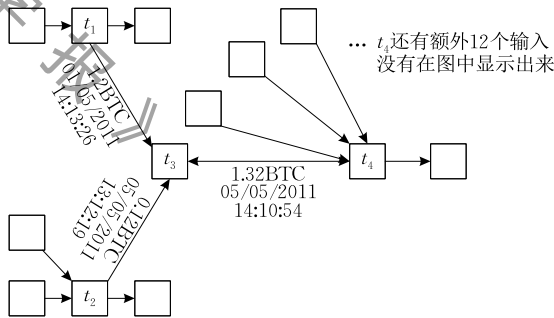 报》
t₁
1.2BTC
01/05/2011
14:13:26
... t₄还有额外12个输入
没有在图中显示出来
t₃
t₄
1.32BTC
05/05/2011
14:10:54
0.12BTC
05/05/2011
13:12:19
t₂